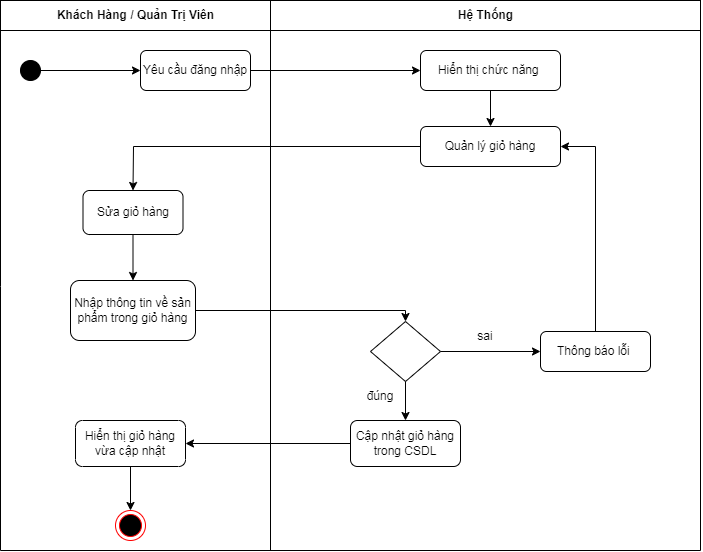 Khách Hàng / Quản Trị Viên
Hệ Thống
Yêu cầu đăng nhập
Hiển thị chức năng
Quản lý giỏ hàng
Sửa giỏ hàng
Nhập thông tin về sản
phẩm trong giỏ hàng
sai
Thông báo lỗi
đúng
Hiển thị giỏ hàng
vừa cập nhật
Cập nhật giỏ hàng
trong CSDL